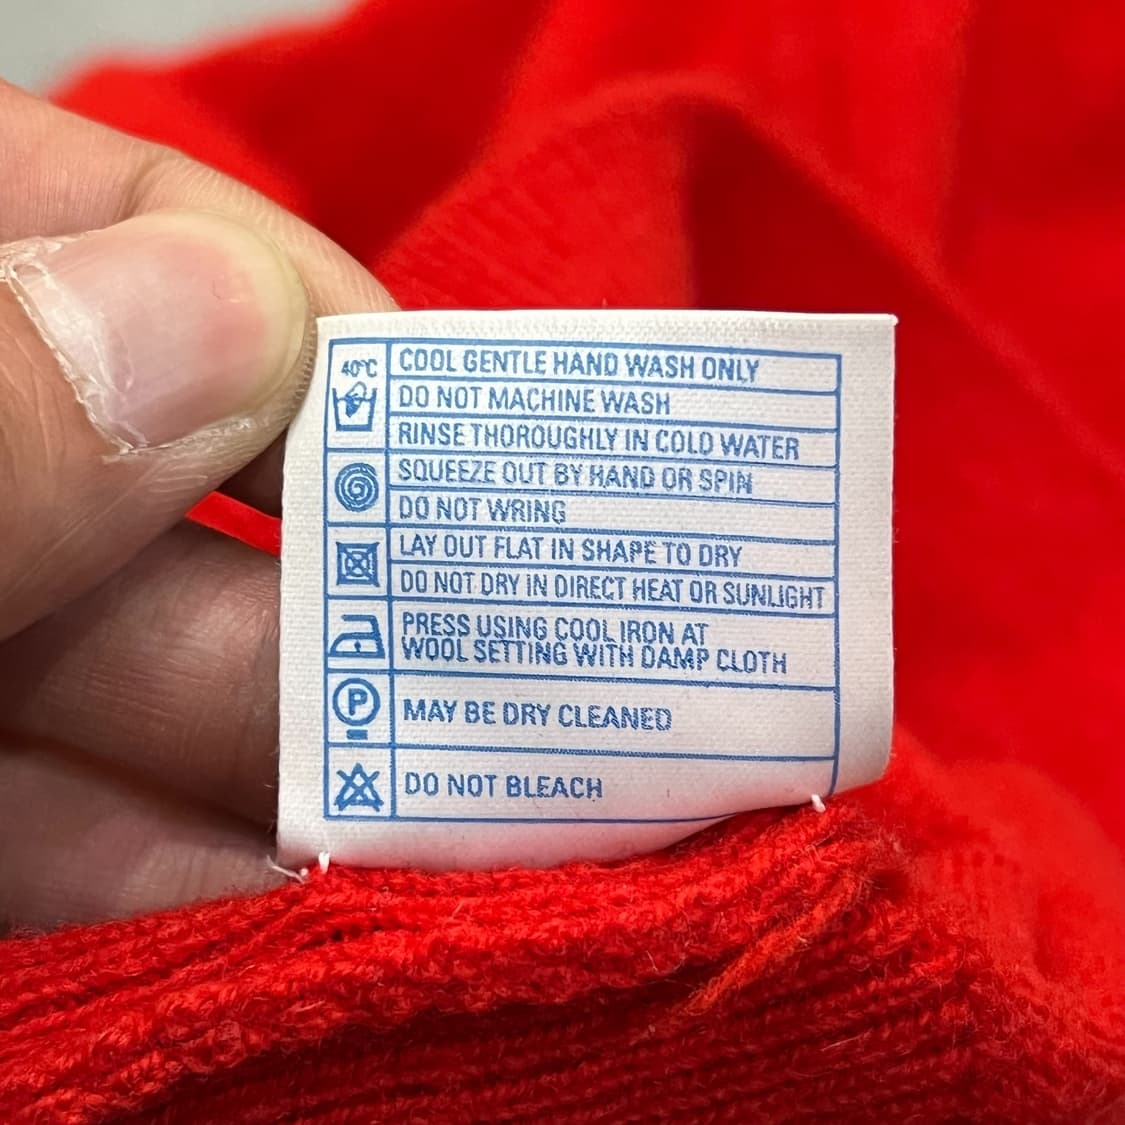 40°C
COOL GENTLE HAND WASH ONLY
DO NOT MACHINE WASH
RINSE THOROUGHLY IN COLD WATER
SQUEEZE OUT BY HAND OR SPIN
DO NOT WRING
LAY OUT FLAT IN SHAPE TO DRY
DO NOT DRY IN DIRECT HEAT OR SUNLIGHT
PRESS USING COOL IRON AT
WOOL SETTING WITH DAMP CLOTH
P
MAY BE DRY CLEANED
DO NOT BLEACH